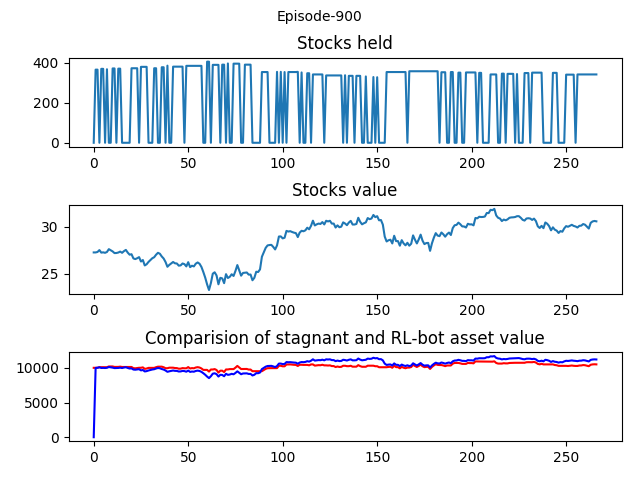 Episode-900
Stocks held
400
200
0
0 50 100 150 200 250
Stocks value
30
25
0 50 100 150 200 250
Comparision of stagnant and RL-bot asset value
10000
5000
0
0 50 100 150 200 250